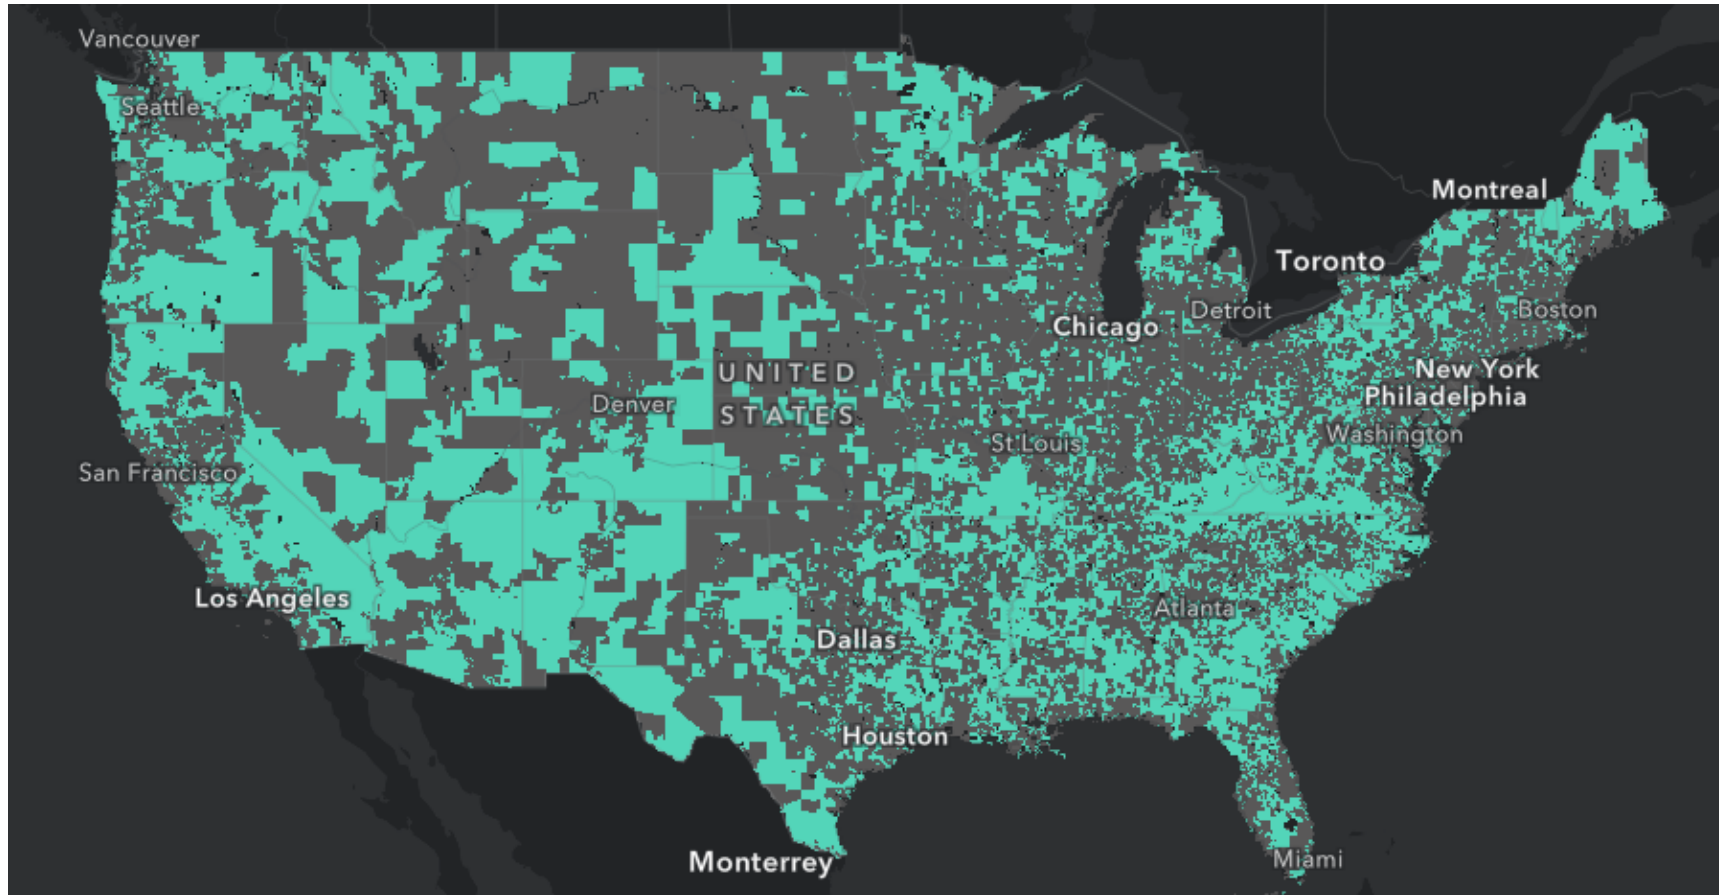 Vancouver
Seattle
Montreal
Toronto
Detroit
Boston
Chicago
New York
UNITED
Philadelphia
Denver
STATES
Washington
St Louis
San Francisco
Los Angeles
Atlanta
Dallas
Houston
Miami
Monterrey